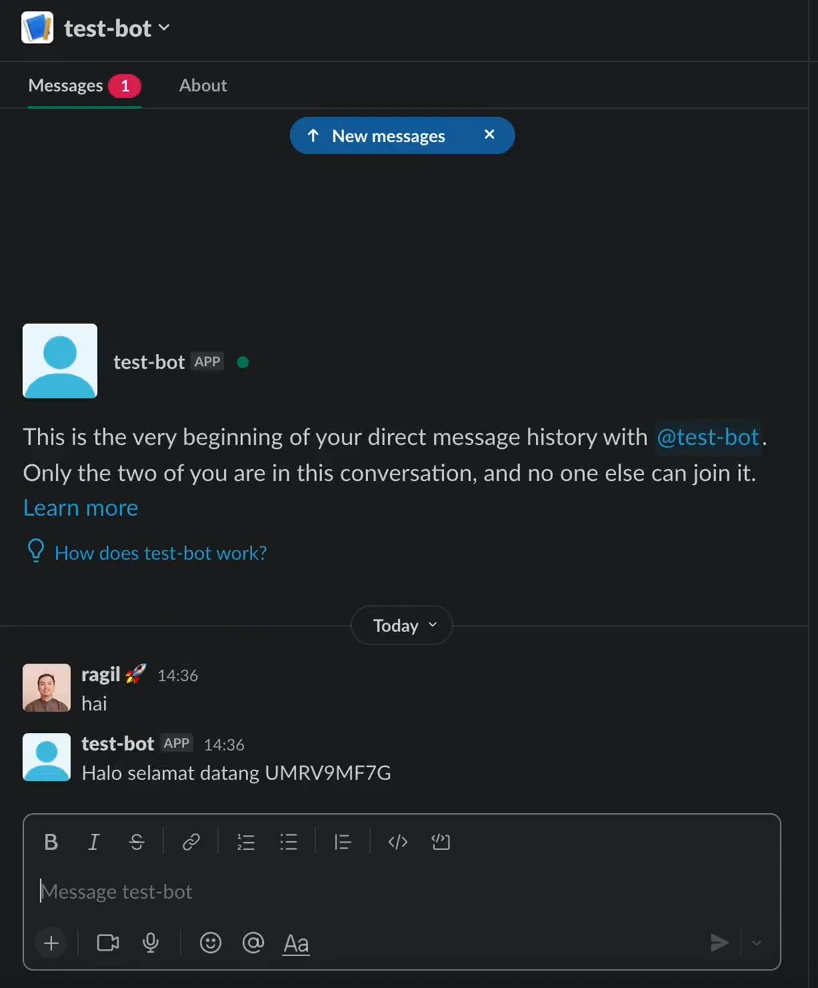 test-bot
Messages 1 About
New messages
test-bot APP
This is the very beginning of your direct message history with @test-bot.
Only the two of you are in this conversation, and no one else can join it.
Learn more
How does test-bot work?
Today
ragil 🚀 14:36
hai
test-bot APP 14:36
Halo selamat datang UMRV9MF7G
Message test-bot
Aa